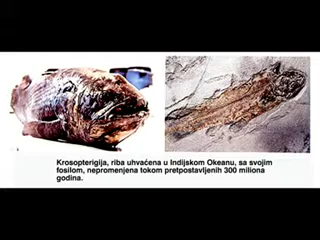 Krosopterigija, riba uhvaćena u Indijskom Okeanu, sa svojim
fosilom, nepromenjena tokom pretpostavljenih 300 miliona
godina.